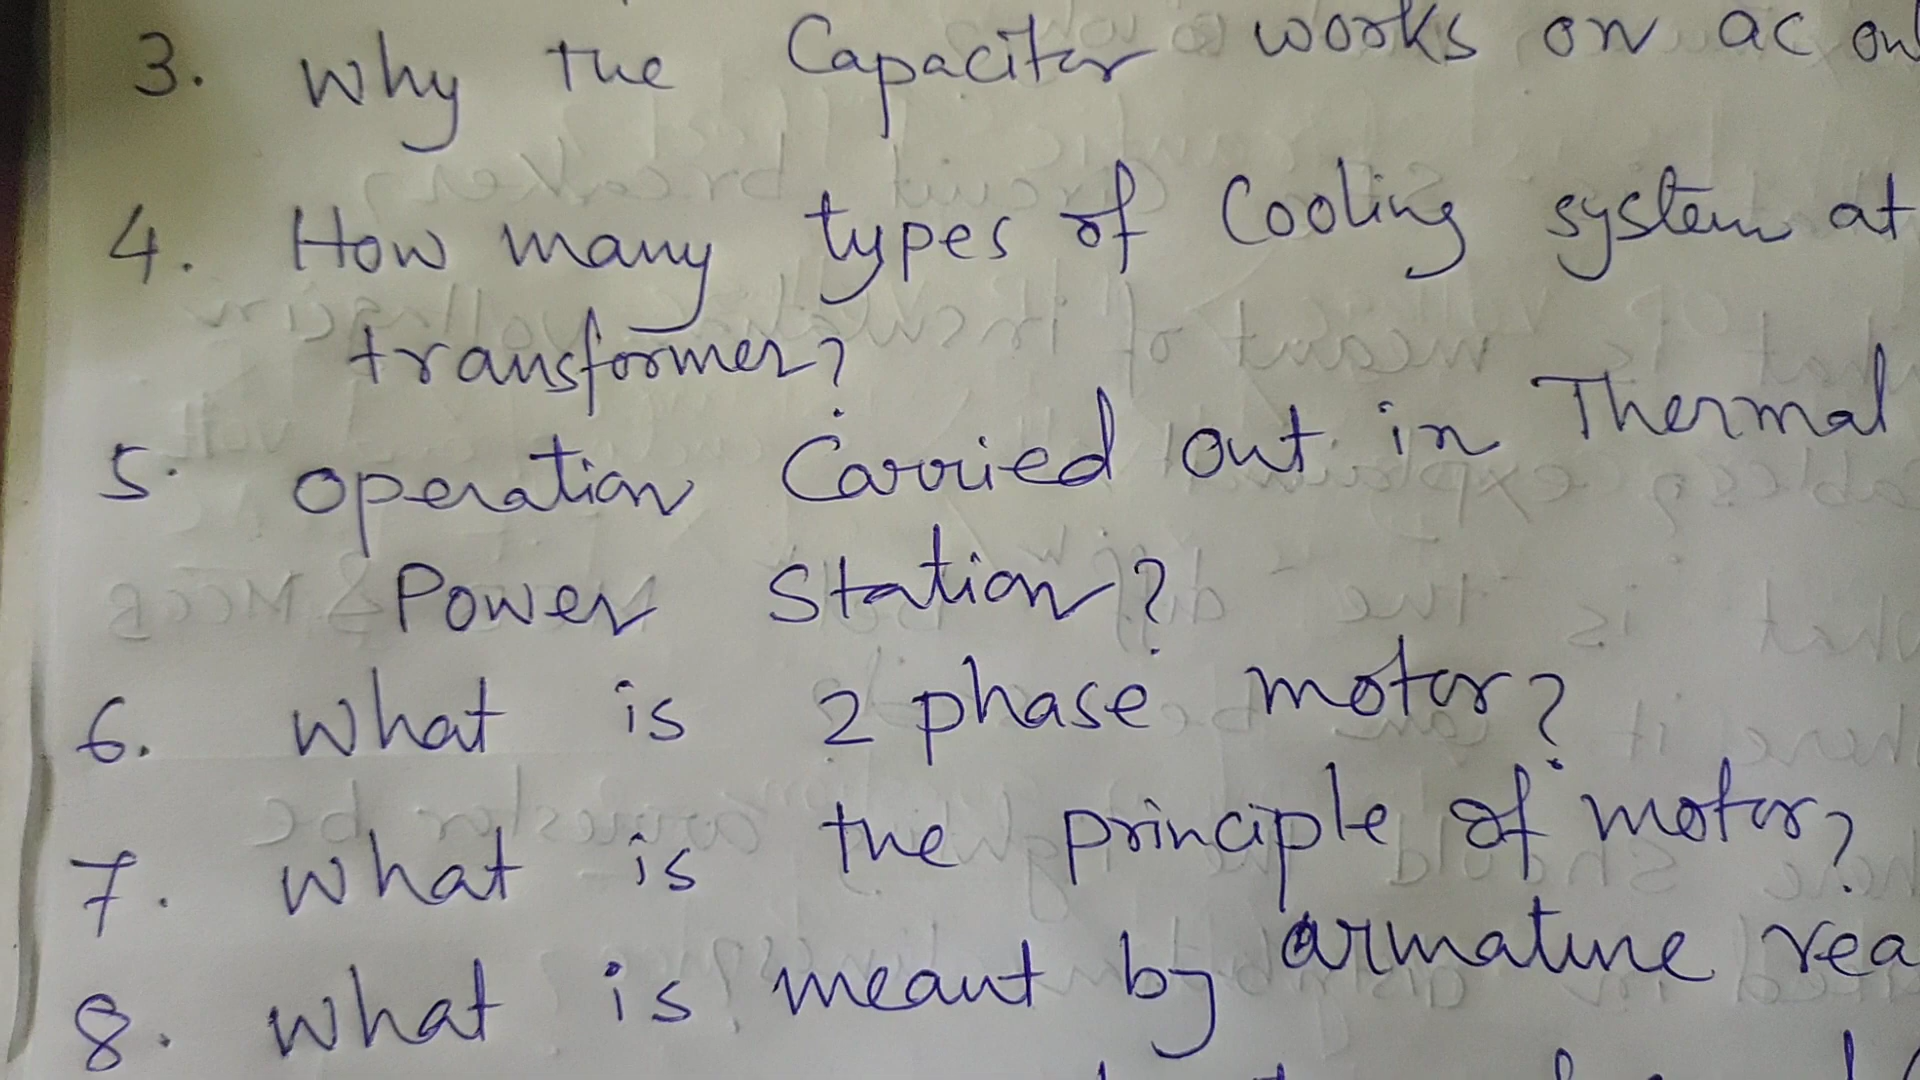 3. Why the Capacitor works on ac
4. How many types of Cooling system at
transformer?
5. Operation Carried out in Thermal
Power Station?
6. What is 2 phase motor?
7. What is the principle of motor?
8. What is meant by armature rea